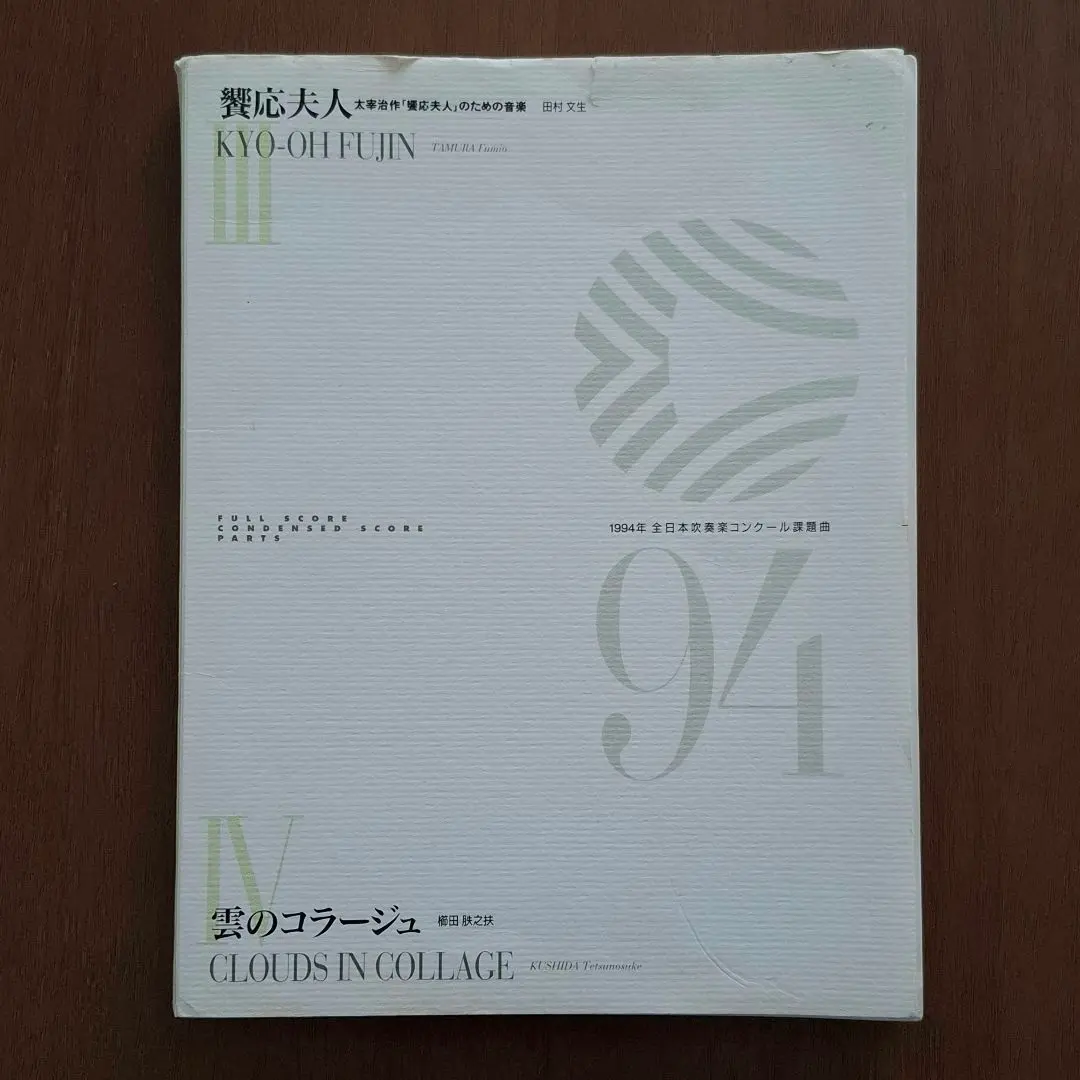 饗応夫人 太宰治作「饗応夫人」のための音楽 田村 文生
KYO-OH FUJIN TAMURA Fumio
III
FULL SCORE
CONDENSED SCORE
PARTS
1994年 全日本吹奏楽コンクール課題曲
94
IV
雲のコラージュ 櫛田 胅之扶
CLOUDS IN COLLAGE KUSHIDA Tetsunosuke